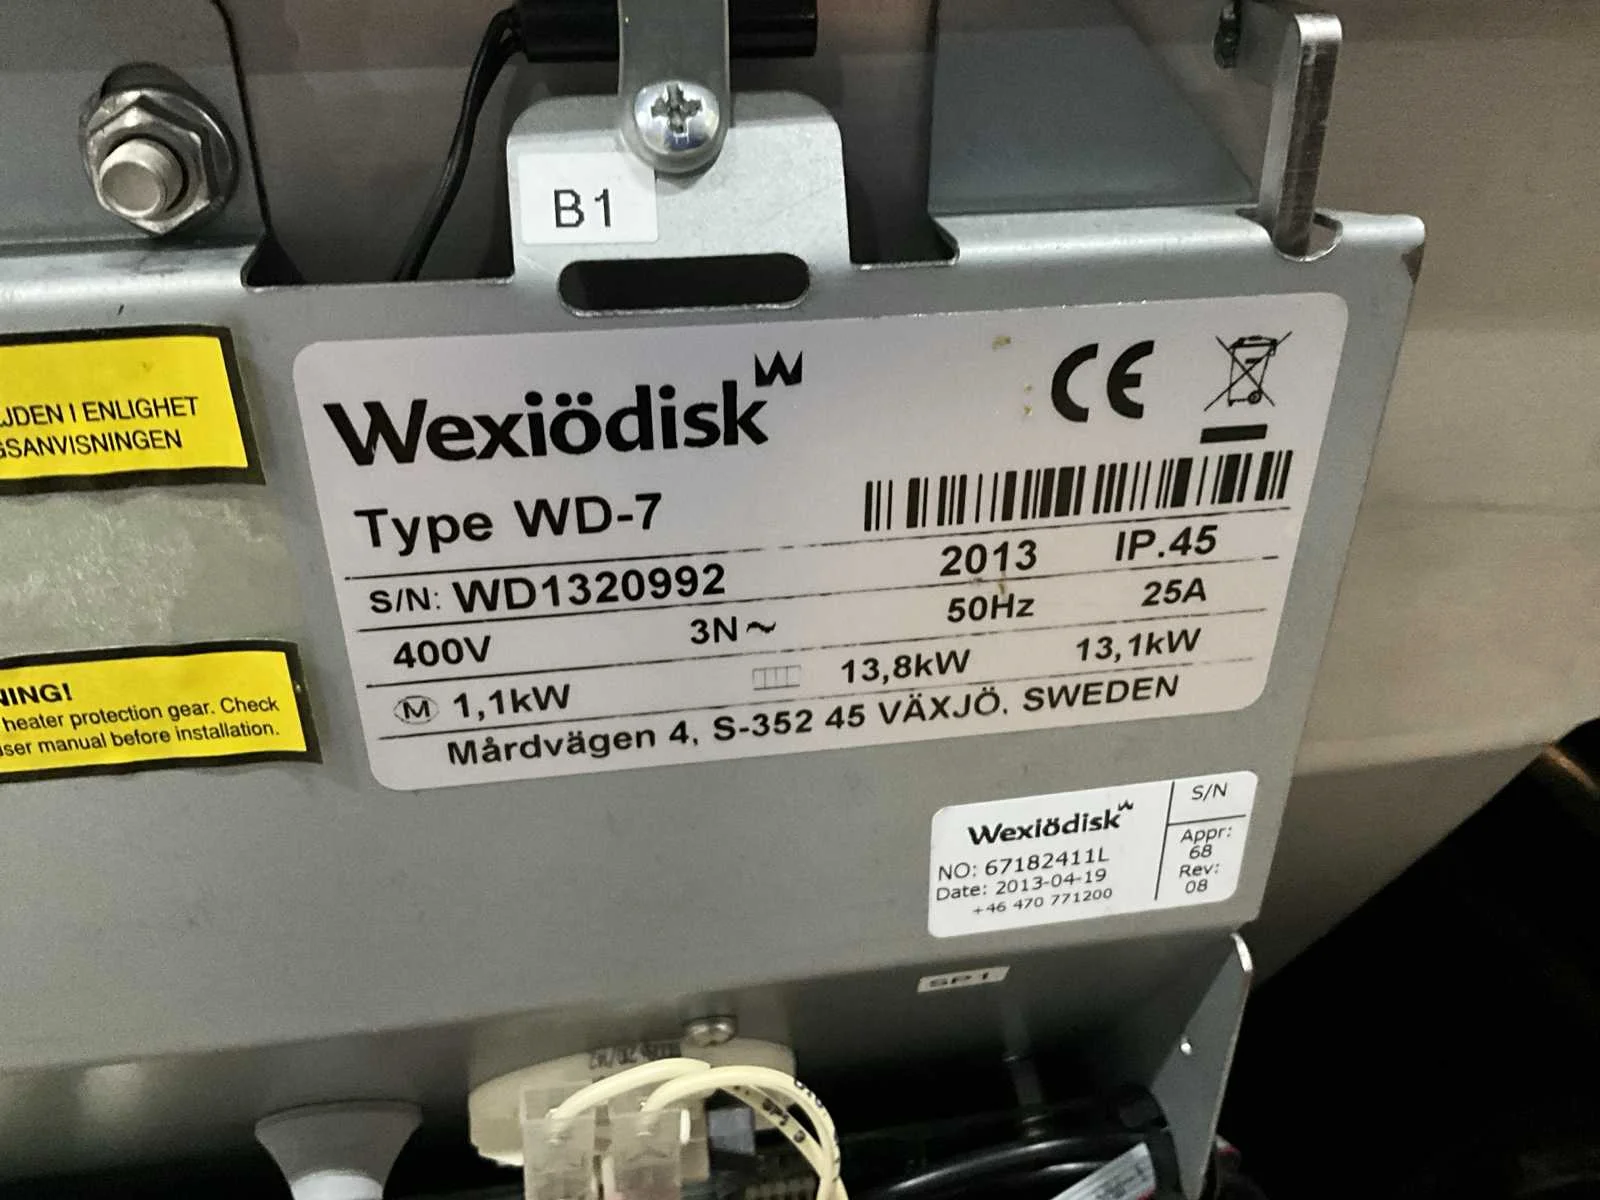 B1
JDEN I ENLIGHET
GSANVISNINGEN
Wexiödisk
CE
Type WD-7
S/N: WD1320992 2013 IP.45
400V 3N~ 50Hz 25A
M 1,1kW 13,8kW 13,1kW
Mårdvägen 4, S-352 45 VÄXJÖ. SWEDEN
NING!
heater protection gear. Check
user manual before installation.
Wexiödisk
NO: 67182411L
Date: 2013-04-19
+46 470 771200
S/N
Appr:
68
Rev:
08
SP1